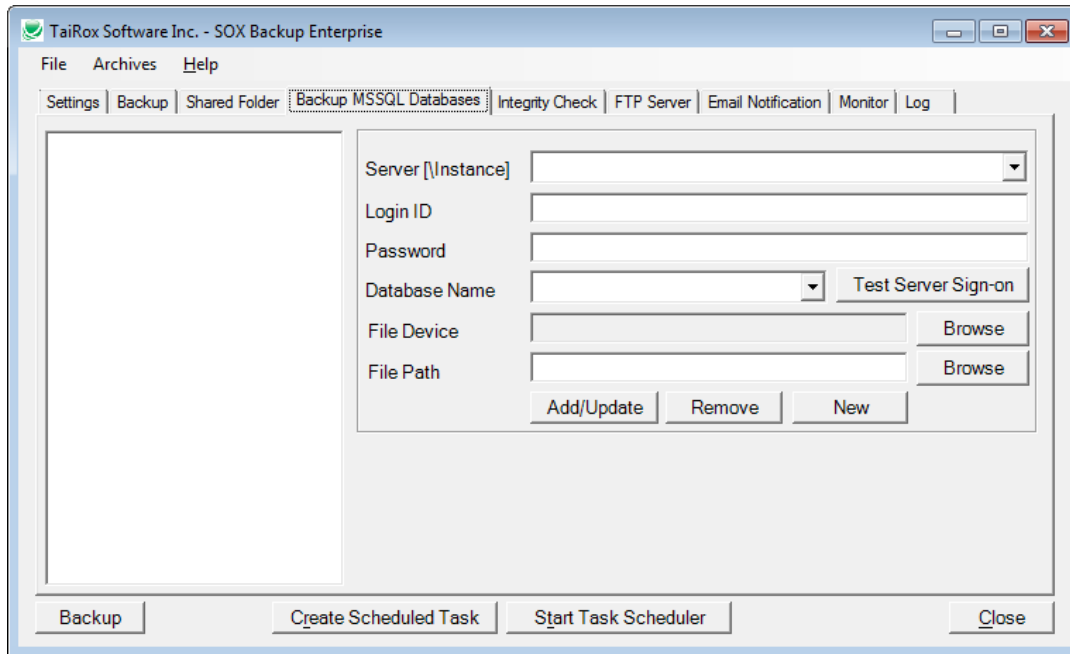 TaiRox Software Inc. - SOX Backup Enterprise
File Archives Help
Settings Backup Shared Folder Backup MSSQL Databases Integrity Check FTP Server Email Notification Monitor Log
Server [\Instance]
Login ID
Password
Database Name Test Server Sign-on
File Device Browse
File Path Browse
Add/Update Remove New
Backup Create Scheduled Task Start Task Scheduler Close